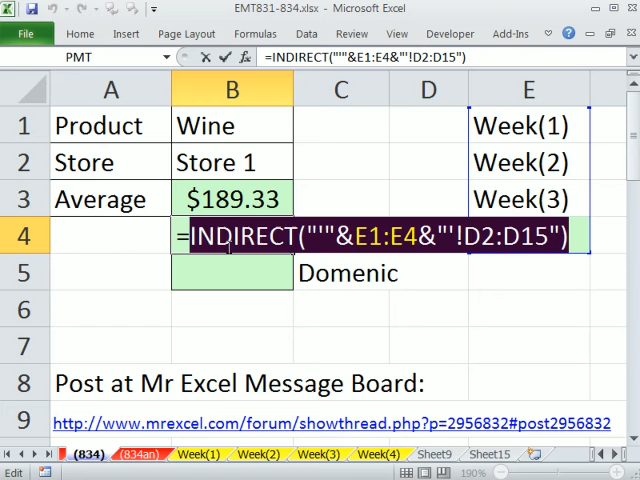 EMT831-834.xlsx - Microsoft Excel
File Home Insert Page Layout Formulas Data Review View Developer Add-Ins
PMT =INDIRECT("'"&E1:E4&"'!D2:D15")
A B C D E
1 Product Wine Week(1)
2 Store Store 1 Week(2)
3 Average $189.33 Week(3)
4 =INDIRECT("'"&E1:E4&"'!D2:D15")
5 Domenic
6
7
8 Post at Mr Excel Message Board:
9 http://www.mrexcel.com/forum/showthread.php?p=2956832#post2956832
(834) (834an) Week(1) Week(2) Week(3) Week(4) Sheet9 Sheet15
Edit 190%